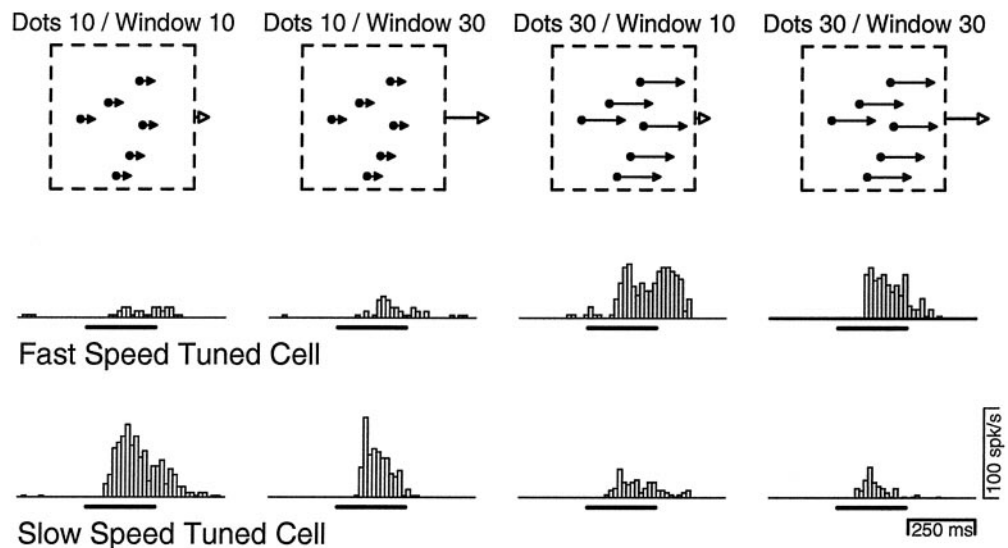 Dots 10 / Window 10
Dots 10 / Window 30
Dots 30 / Window 10
Dots 30 / Window 30
Fast Speed Tuned Cell
100 spk/s
Slow Speed Tuned Cell
250 ms